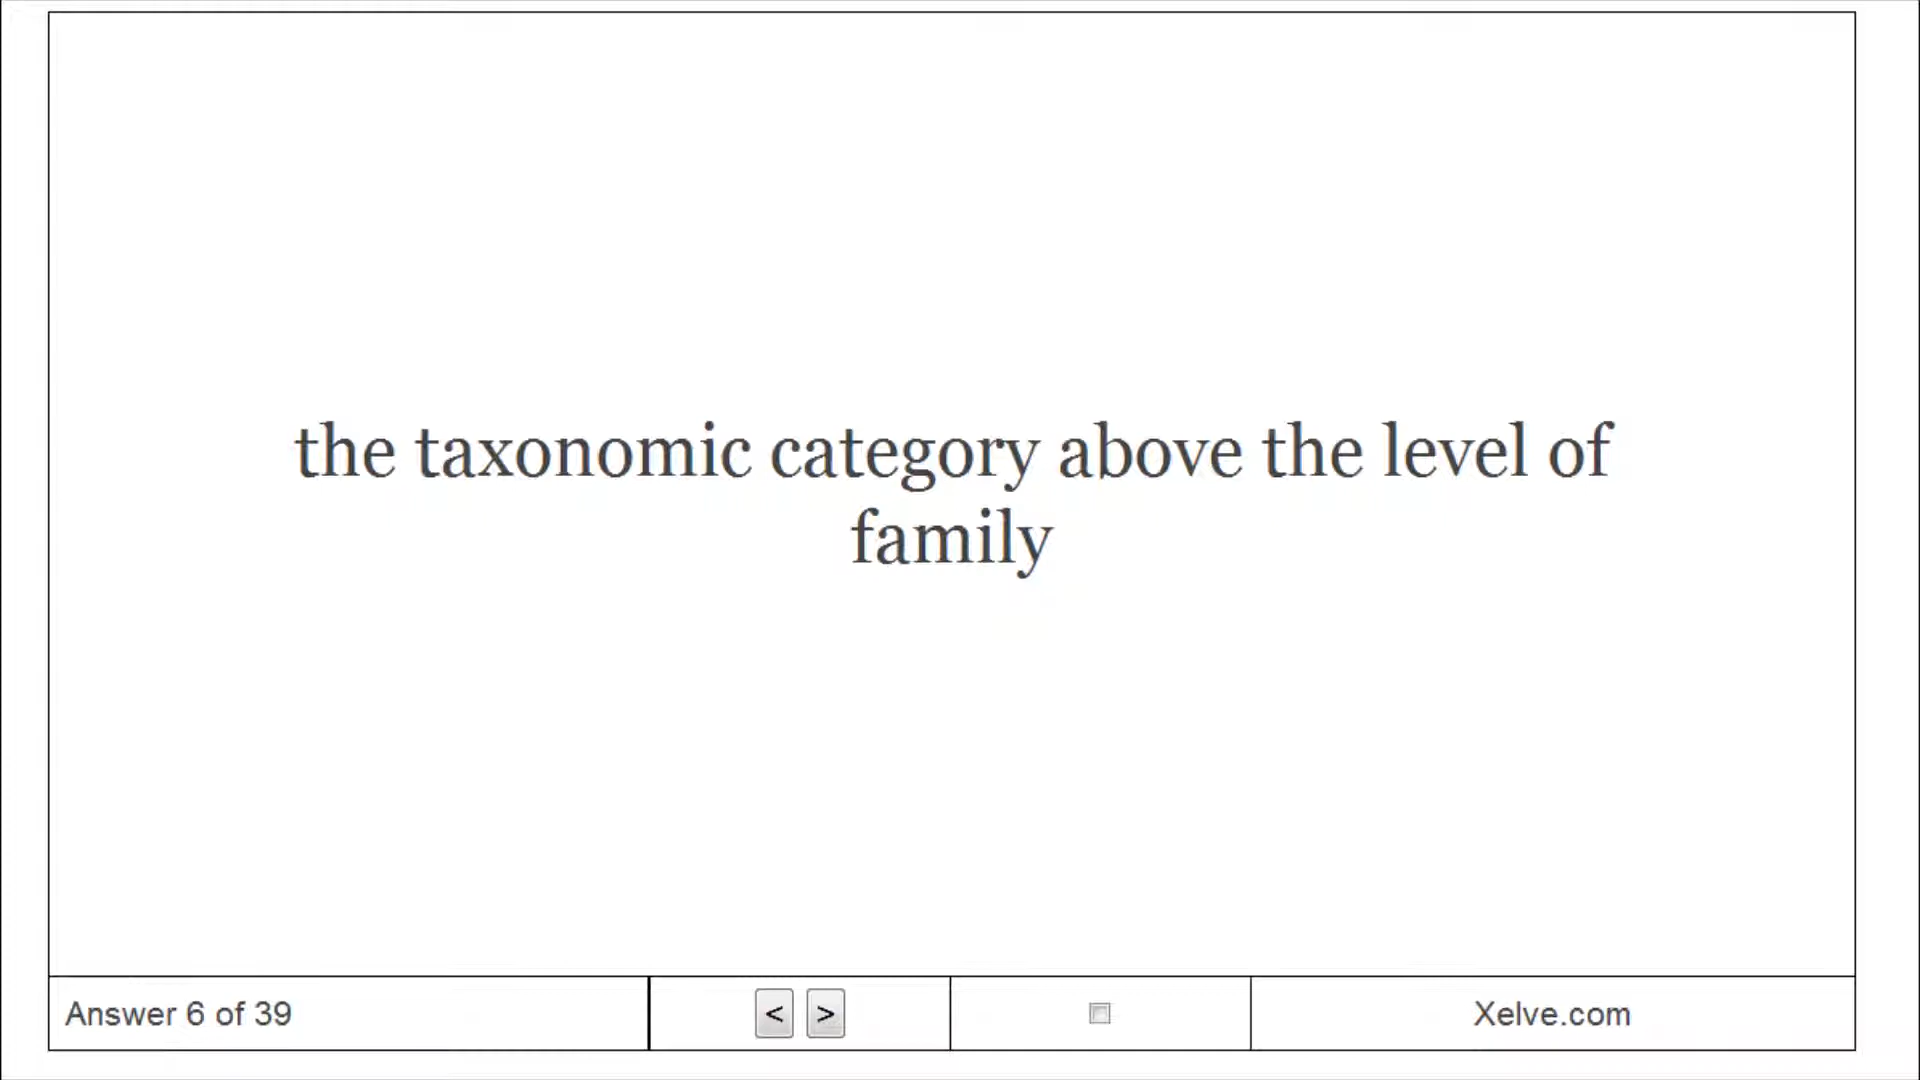 the taxonomic category above the level of
family
Answer 6 of 39
< >
Xelve.com